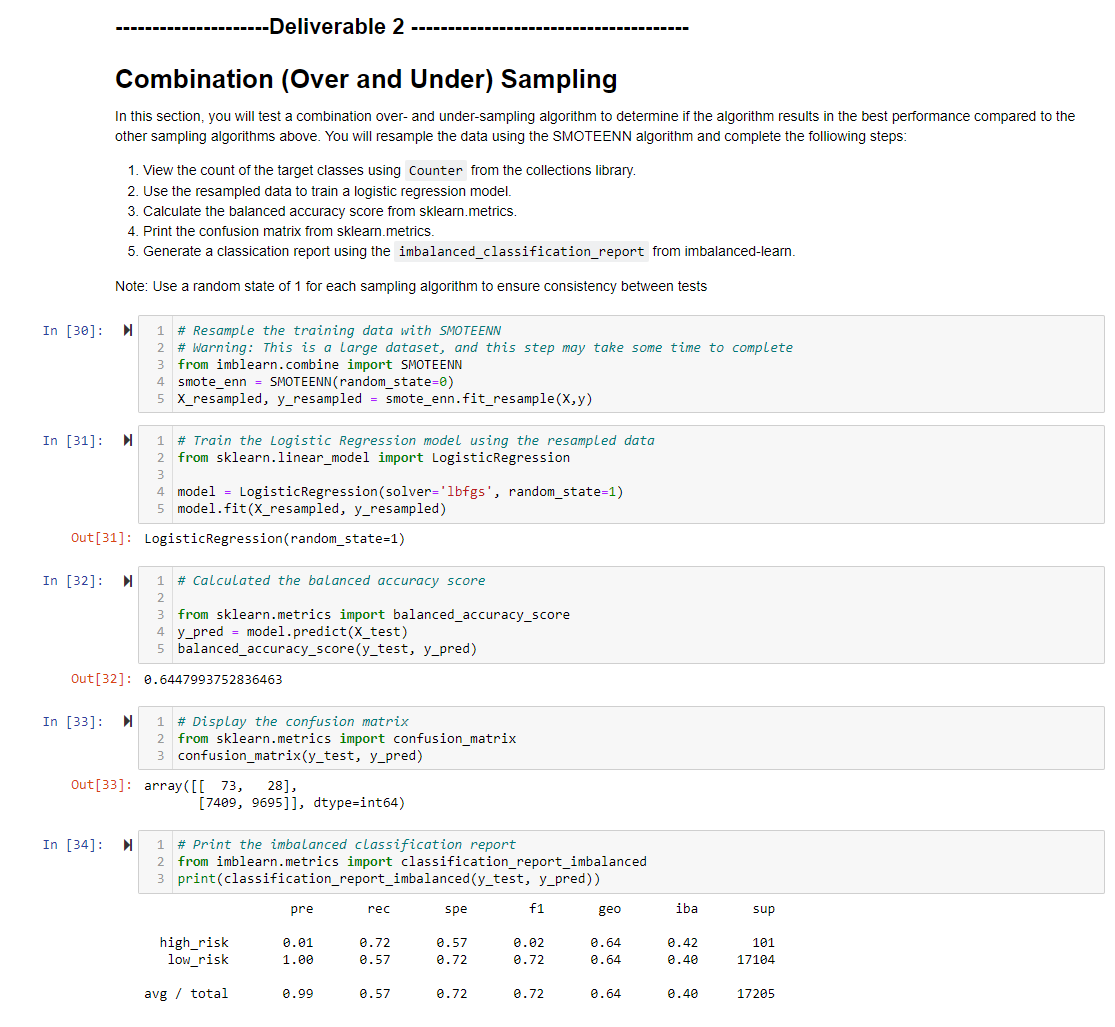 ---------------------Deliverable 2 --------------------------------------
Combination (Over and Under) Sampling
In this section, you will test a combination over- and under-sampling algorithm to determine if the algorithm results in the best performance compared to the
other sampling algorithms above. You will resample the data using the SMOTEENN algorithm and complete the following steps:
1. View the count of the target classes using Counter from the collections library.
2. Use the resampled data to train a logistic regression model.
3. Calculate the balanced accuracy score from sklearn.metrics.
4. Print the confusion matrix from sklearn.metrics.
5. Generate a classication report using the imbalanced_classification_report from imbalanced-learn.
Note: Use a random state of 1 for each sampling algorithm to ensure consistency between tests
In [30]:
1 # Resample the training data with SMOTEENN
2 # Warning: This is a large dataset, and this step may take some time to complete
3 from imblearn.combine import SMOTEENN
4 smote_enn = SMOTEENN(random_state=0)
5 X_resampled, y_resampled = smote_enn.fit_resample(X,y)
In [31]:
1 # Train the Logistic Regression model using the resampled data
2 from sklearn.linear_model import LogisticRegression
3
4 model = LogisticRegression(solver='lbfgs', random_state=1)
5 model.fit(X_resampled, y_resampled)
Out[31]: LogisticRegression(random_state=1)
In [32]:
1 # Calculated the balanced accuracy score
2
3 from sklearn.metrics import balanced_accuracy_score
4 y_pred = model.predict(X_test)
5 balanced_accuracy_score(y_test, y_pred)
Out[32]: 0.6447993752836463
In [33]:
1 # Display the confusion matrix
2 from sklearn.metrics import confusion_matrix
3 confusion_matrix(y_test, y_pred)
Out[33]: array([[ 73, 28],
[7409, 9695]], dtype=int64)
In [34]:
1 # Print the imbalanced classification report
2 from imblearn.metrics import classification_report_imbalanced
3 print(classification_report_imbalanced(y_test, y_pred))
pre rec spe f1 geo iba sup
high_risk 0.01 0.72 0.57 0.02 0.64 0.42 101
low_risk 1.00 0.57 0.72 0.72 0.64 0.40 17104
avg / total 0.99 0.57 0.72 0.72 0.64 0.40 17205